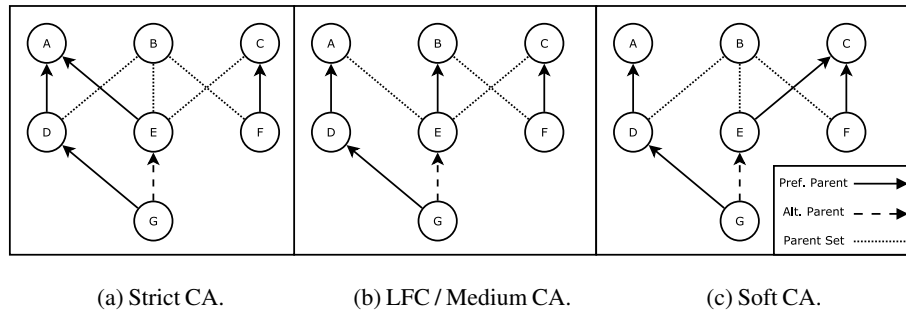 A B C
D E F
G
A B C
D E F
G
A B C
D E F
G
Pref. Parent
Alt. Parent
Parent Set
(a) Strict CA.
(b) LFC / Medium CA.
(c) Soft CA.